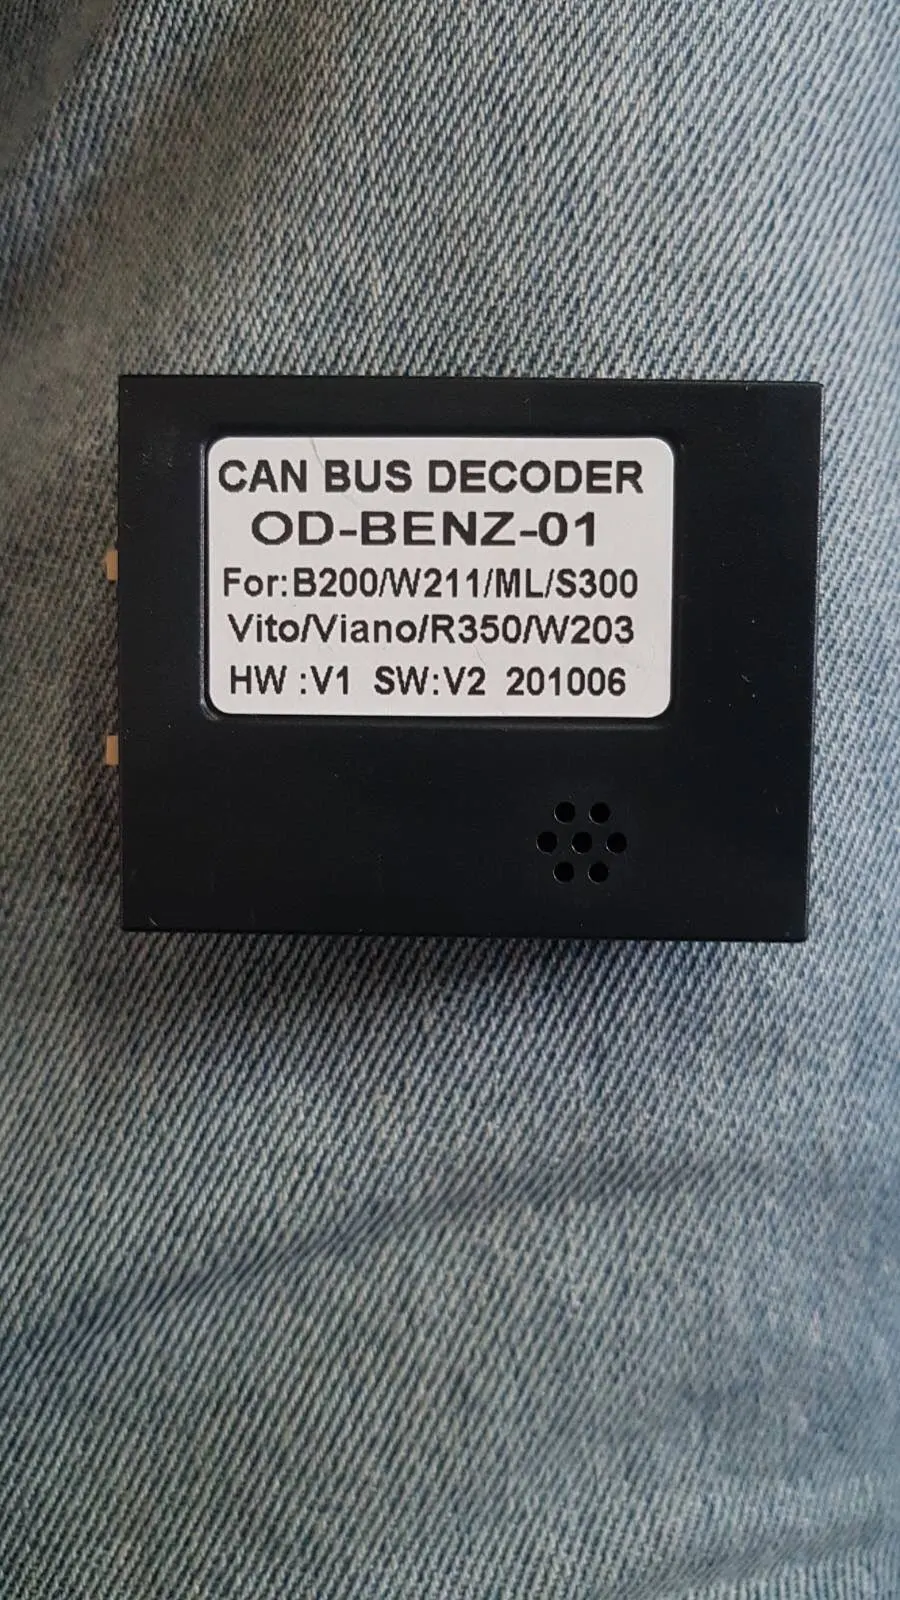 CAN BUS DECODER
OD-BENZ-01
For:B200/W211/ML/S300
Vito/Viano/R350/W203
HW :V1 SW:V2 201006